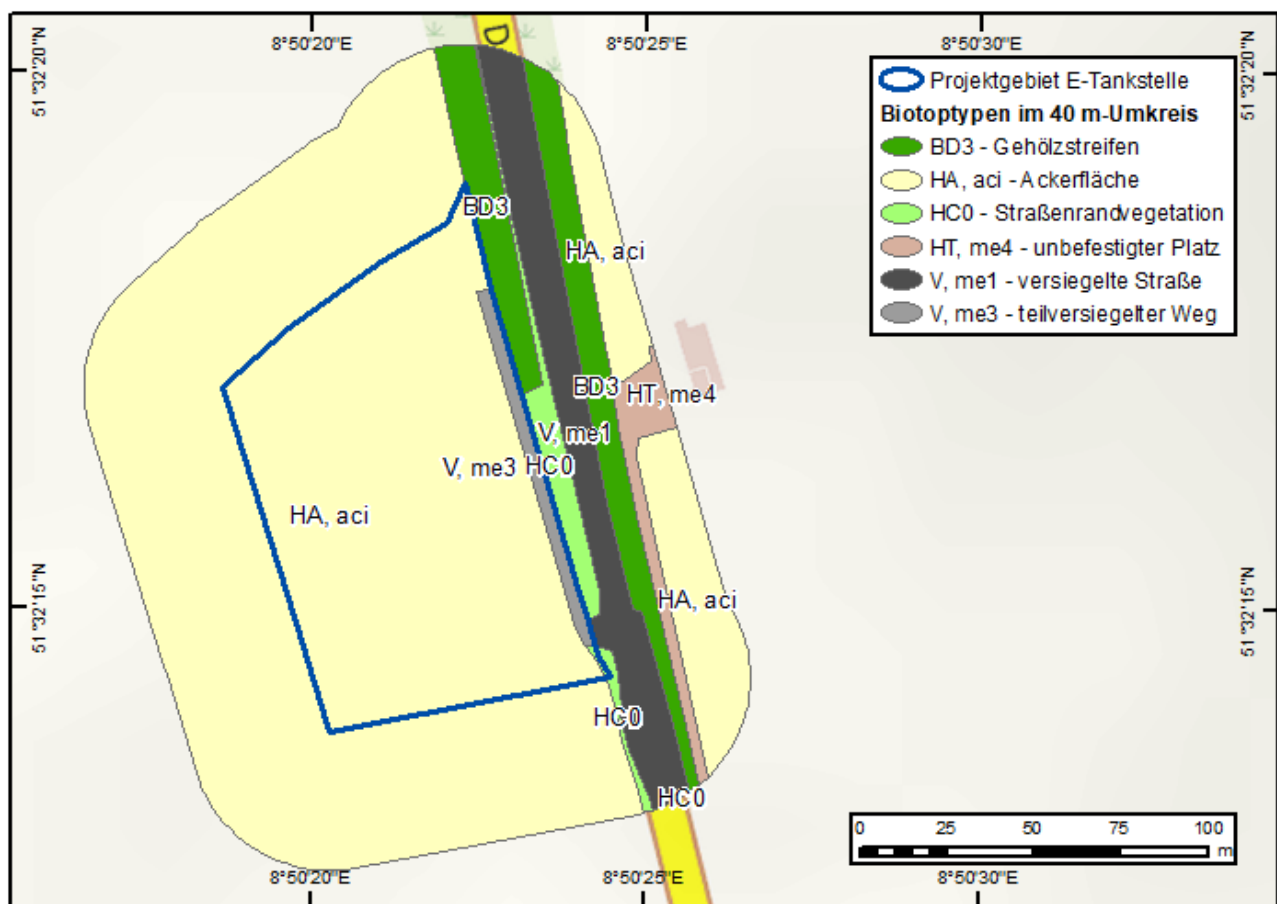 D
8°50'20"E
8°50'25"E
8°50'30"E
51°32'20"N
51°32'20"N
Projektgebiet E-Tankstelle
Biotoptypen im 40 m-Umkreis
BD3 - Gehölzstreifen
HA, aci - Ackerfläche
HC0 - Straßenrandvegetation
HT, me4 - unbefestigter Platz
V, me1 - versiegelte Straße
V, me3 - teilversiegelter Weg
BD3
HA, aci
BD3
HT, me4
V, me1
V, me3
HC0
HA, aci
HA, aci
51°32'15"N
51°32'15"N
HC0
HC0
0 25 50 75 100
m
8°50'20"E
8°50'25"E
8°50'30"E